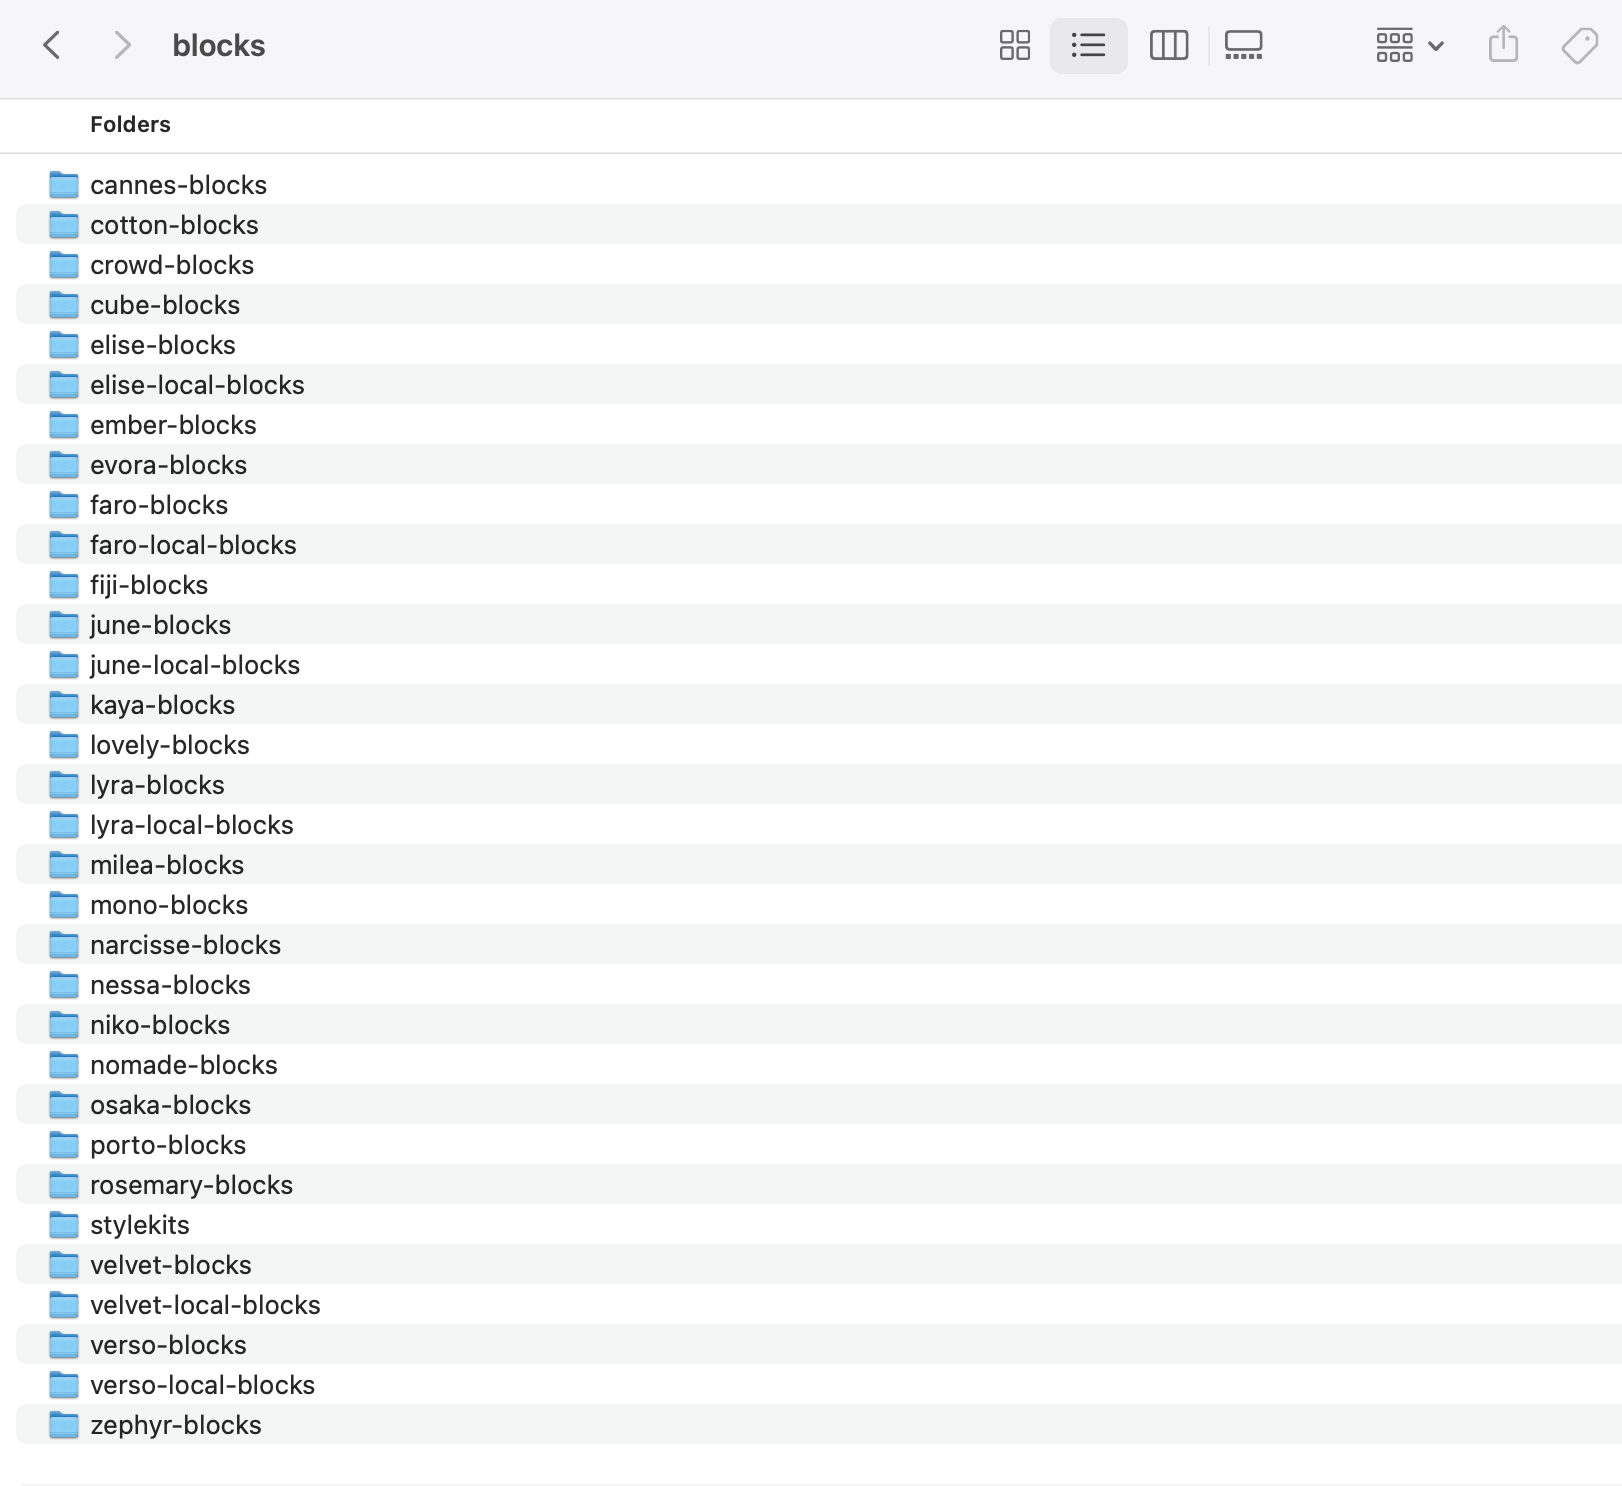 blocks
Folders
cannes-blocks
cotton-blocks
crowd-blocks
cube-blocks
elise-blocks
elise-local-blocks
ember-blocks
evora-blocks
faro-blocks
faro-local-blocks
fiji-blocks
june-blocks
june-local-blocks
kaya-blocks
lovely-blocks
lyra-blocks
lyra-local-blocks
milea-blocks
mono-blocks
narcisse-blocks
nessa-blocks
niko-blocks
nomade-blocks
osaka-blocks
porto-blocks
rosemary-blocks
stylekits
velvet-blocks
velvet-local-blocks
verso-blocks
verso-local-blocks
zephyr-blocks